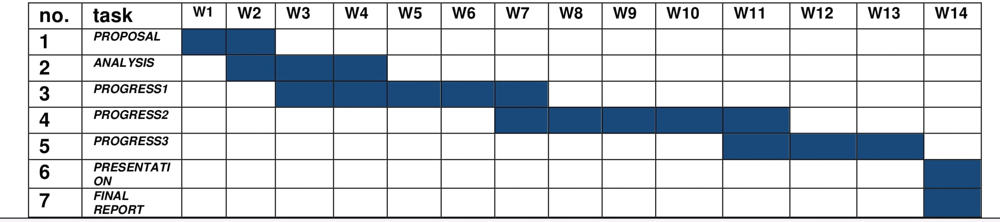 no. task W1 W2 W3 W4 W5 W6 W7 W8 W9 W10 W11 W12 W13 W14
1 PROPOSAL
2 ANALYSIS
3 PROGRESS1
4 PROGRESS2
5 PROGRESS3
6 PRESENTATI
ON
7 FINAL
REPORT